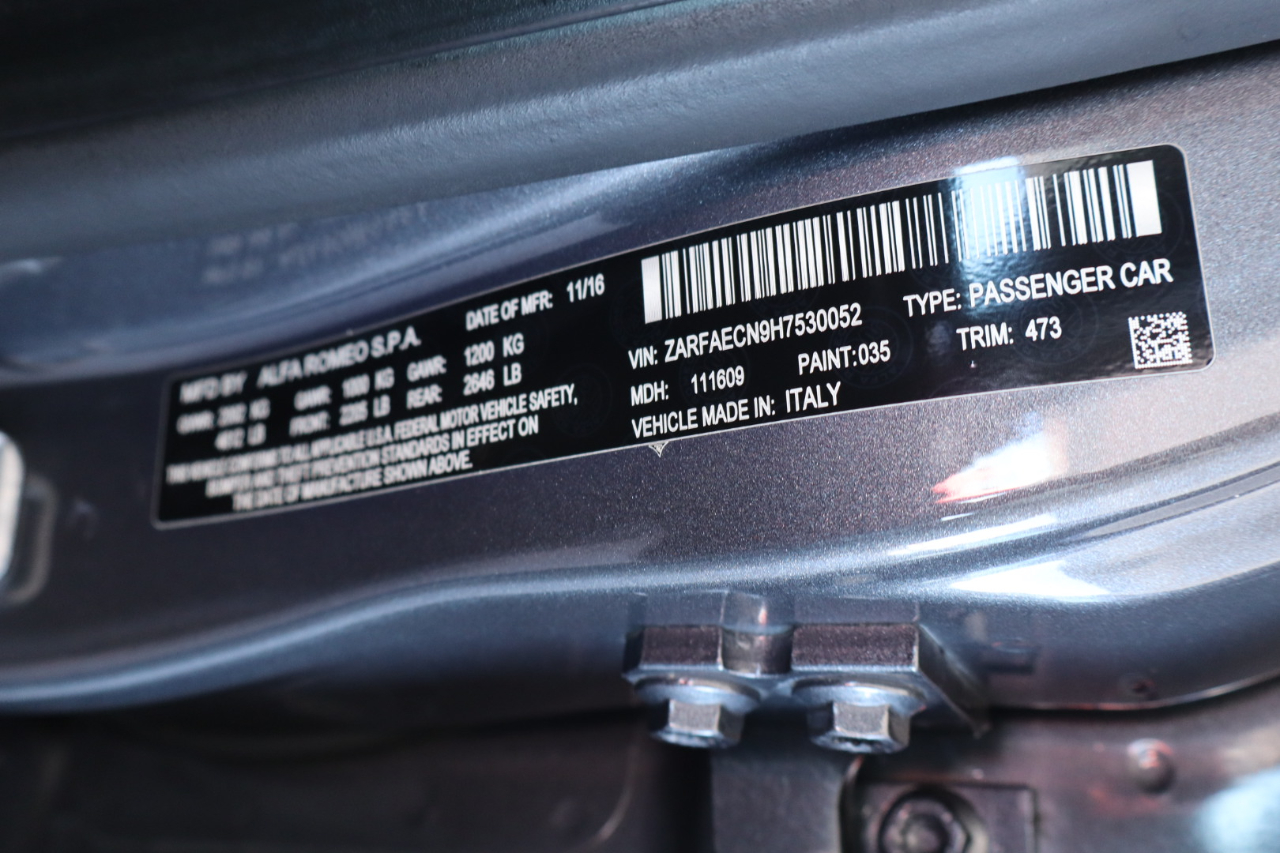 MFD BY ALFA ROMEO S.P.A. DATE OF MFR: 11/16
GVWR: KG GAWR: 1000 KG GAWR: 1200 KG
LB FRONT: 2205 LB REAR: 2646 LB
THIS VEHICLE CONFORMS TO ALL APPLICABLE U.S.A. FEDERAL MOTOR VEHICLE SAFETY,
BUMPER AND THEFT PREVENTION STANDARDS IN EFFECT ON
THE DATE OF MANUFACTURE SHOWN ABOVE.
VIN: ZARFAECN9H7530052 TYPE: PASSENGER CAR
MDH: 111609 PAINT: 035 TRIM: 473
VEHICLE MADE IN: ITALY